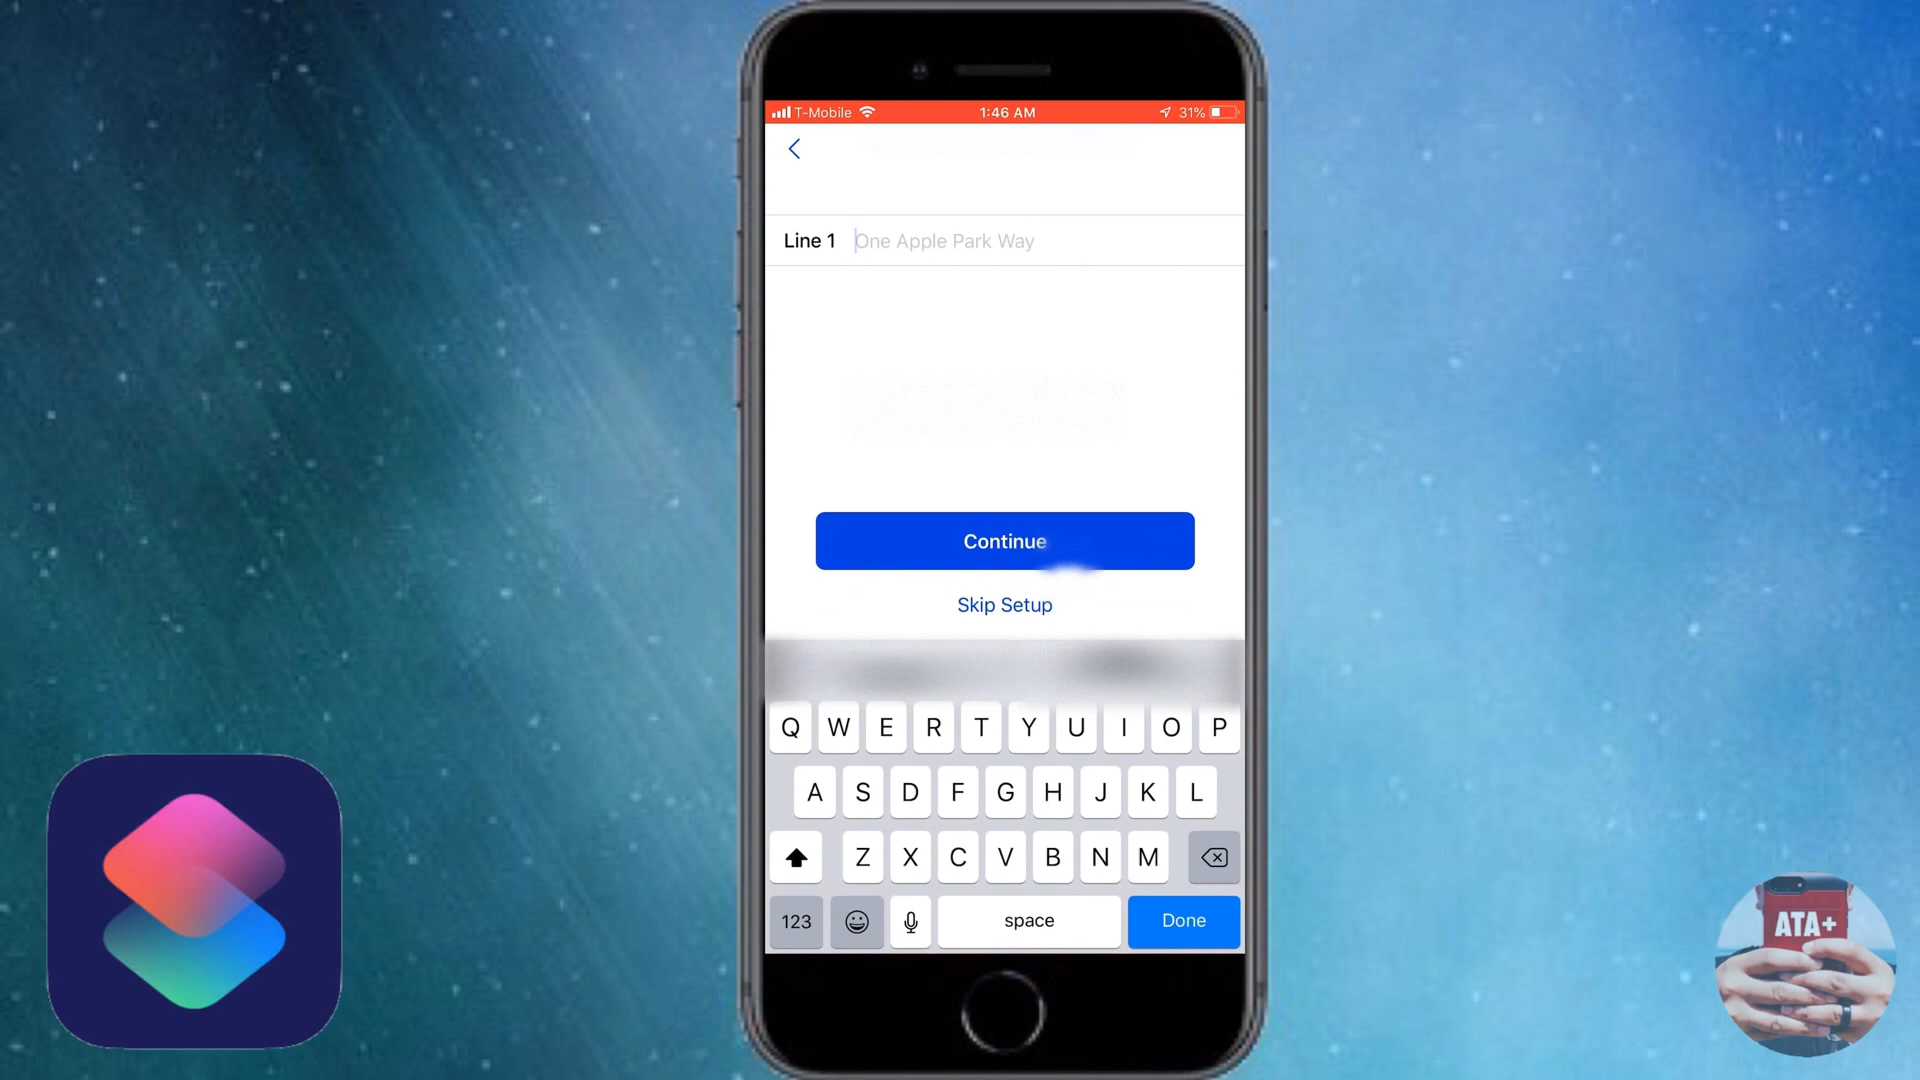 T-Mobile 1:46 AM 31%
Line 1 One Apple Park Way
Continue
Skip Setup
Q W E R T Y U I O P
A S D F G H J K L
Z X C V B N M
123 space Done
ATA+